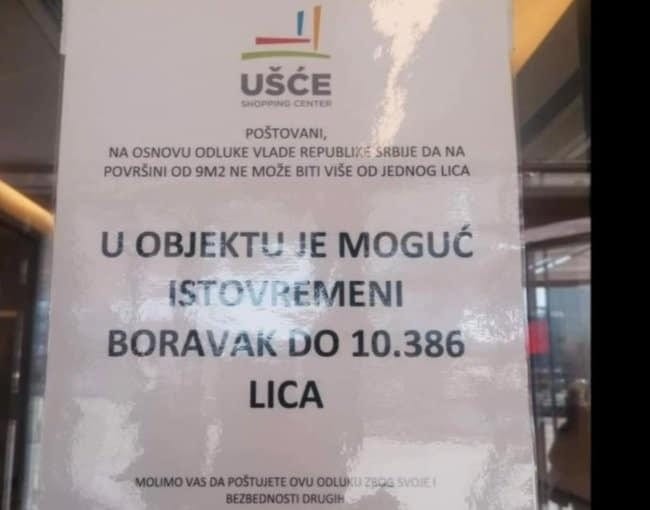 UŠĆE
SHOPPING CENTER
POŠTOVANI,
NA OSNOVU ODLUKE VLADE REPUBLIKE SRBIJE DA NA
POVRŠINI OD 9M2 NE MOŽE BITI VIŠE OD JEDNOG LICA
U OBJEKTU JE MOGUĆ
ISTOVREMENI
BORAVAK DO 10.386
LICA
MOLIMO VAS DA POŠTUJETE OVU ODLUKU ZBOG SVOJE I
BEZBEDNOSTI DRUGIH